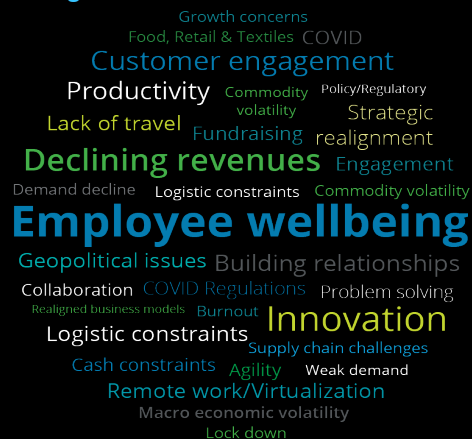 Growth concerns
Food, Retail & Textiles COVID
Customer engagement
Productivity Commodity volatility Policy/Regulatory
Lack of travel Fundraising Strategic realignment
Declining revenues Engagement
Demand decline Logistic constraints Commodity volatility
Employee wellbeing
Geopolitical issues Building relationships
Collaboration COVID Regulations Problem solving
Realigned business models Burnout Innovation
Logistic constraints
Supply chain challenges
Cash constraints Agility Weak demand
Remote work/Virtualization
Macro economic volatility
Lock down